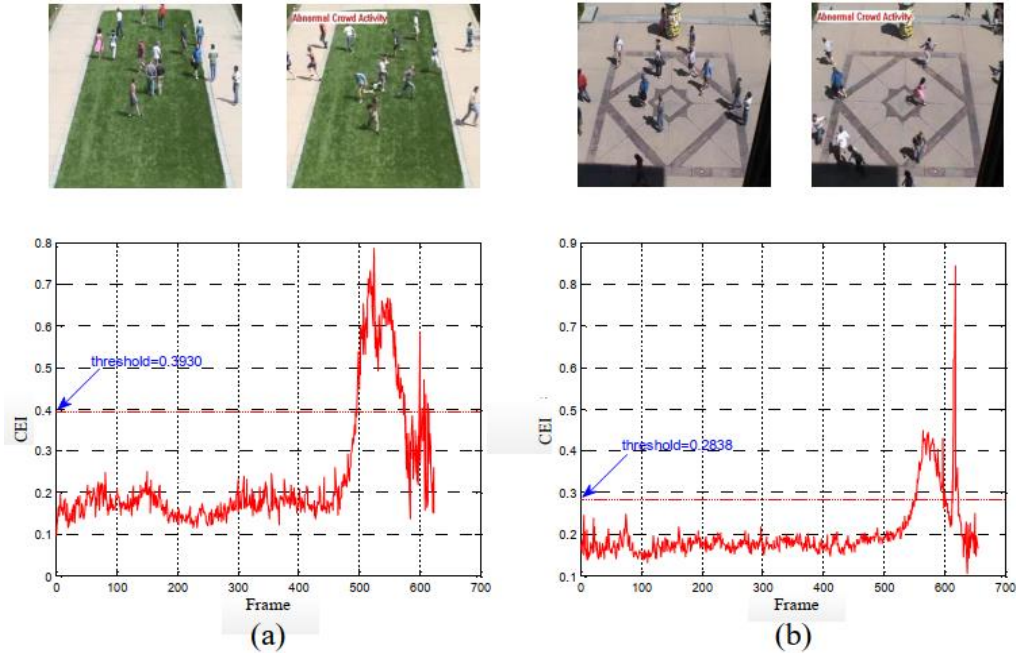 Abnormal Crowd Activity
Abnormal Crowd Activity
0.8
0.7
0.6
0.5
0.4
0.3
0.2
0.1
0
CEI
threshold=0.3930
0 100 200 300 400 500 600 700
Frame
(a)
0.9
0.8
0.7
0.6
0.5
0.4
0.3
0.2
0.1
CEI
threshold=0.2838
0 100 200 300 400 500 600 700
Frame
(b)